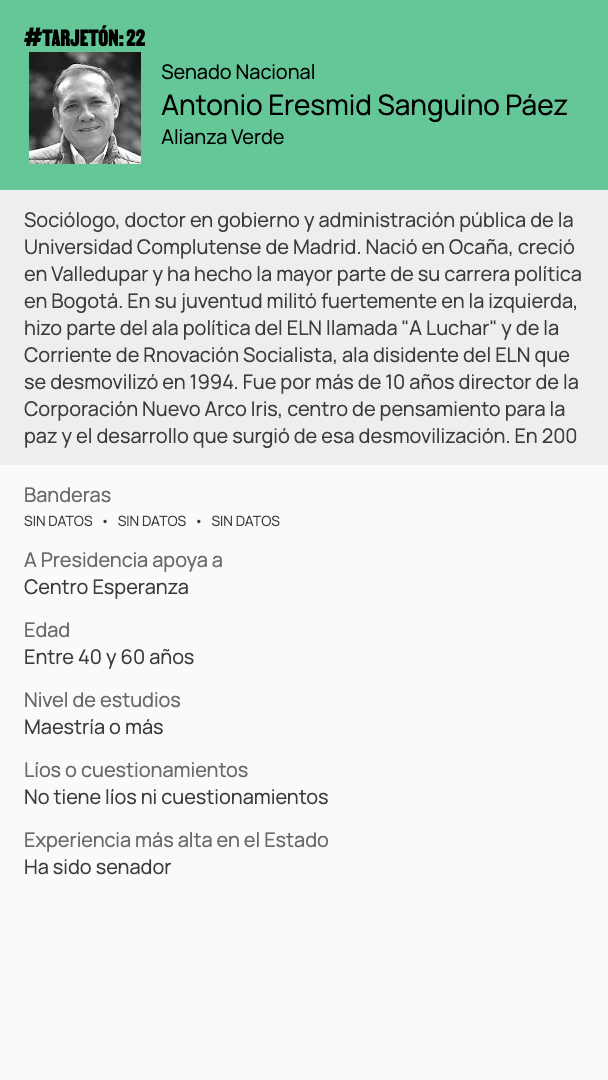 #TARJETÓN: 22
Senado Nacional
Antonio Eresmid Sanguino Páez
Alianza Verde
Sociólogo, doctor en gobierno y administración pública de la
Universidad Complutense de Madrid. Nació en Ocaña, creció
en Valledupar y ha hecho la mayor parte de su carrera política
en Bogotá. En su juventud militó fuertemente en la izquierda,
hizo parte del ala política del ELN llamada "A Luchar" y de la
Corriente de Rnovación Socialista, ala disidente del ELN que
se desmovilizó en 1994. Fue por más de 10 años director de la
Corporación Nuevo Arco Iris, centro de pensamiento para la
paz y el desarrollo que surgió de esa desmovilización. En 200
Banderas
SIN DATOS • SIN DATOS • SIN DATOS
A Presidencia apoya a
Centro Esperanza
Edad
Entre 40 y 60 años
Nivel de estudios
Maestría o más
Líos o cuestionamientos
No tiene líos ni cuestionamientos
Experiencia más alta en el Estado
Ha sido senador